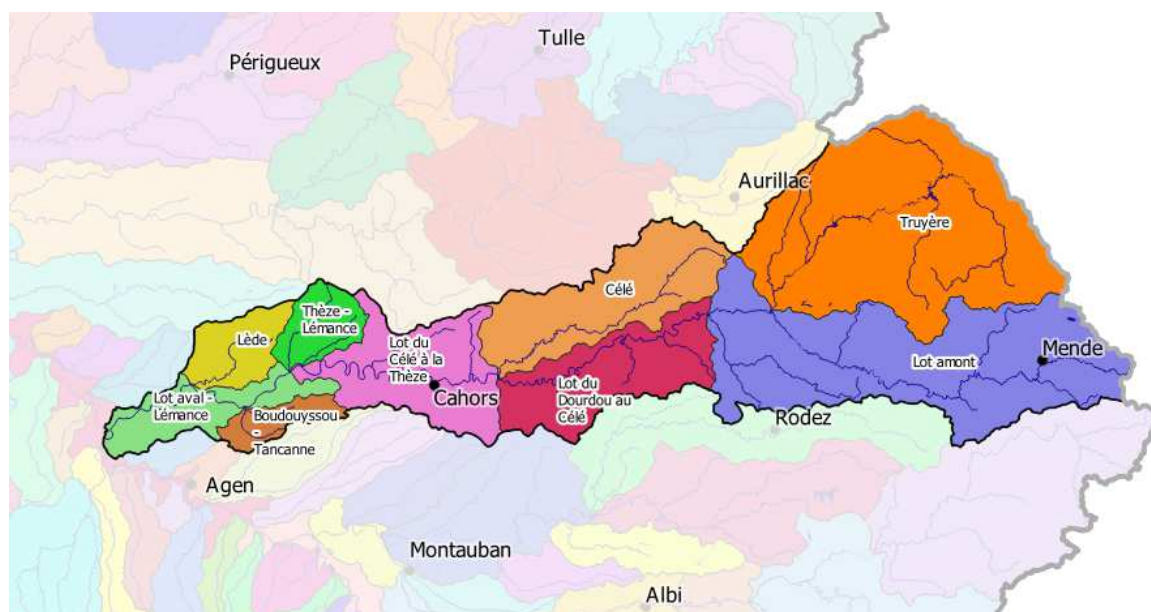 Tulle
Périgueux
Aurillac
Truyère
Célé
Thèze -
Lémance
Lède
Lot du
Célé à la
Thèze
Mende
Lot amont
Lot du
Dourdou au
Célé
Cahors
Lot aval -
Lémance
Boudouyssou
-
Tancanne
Rodez
Agen
Montauban
Albi